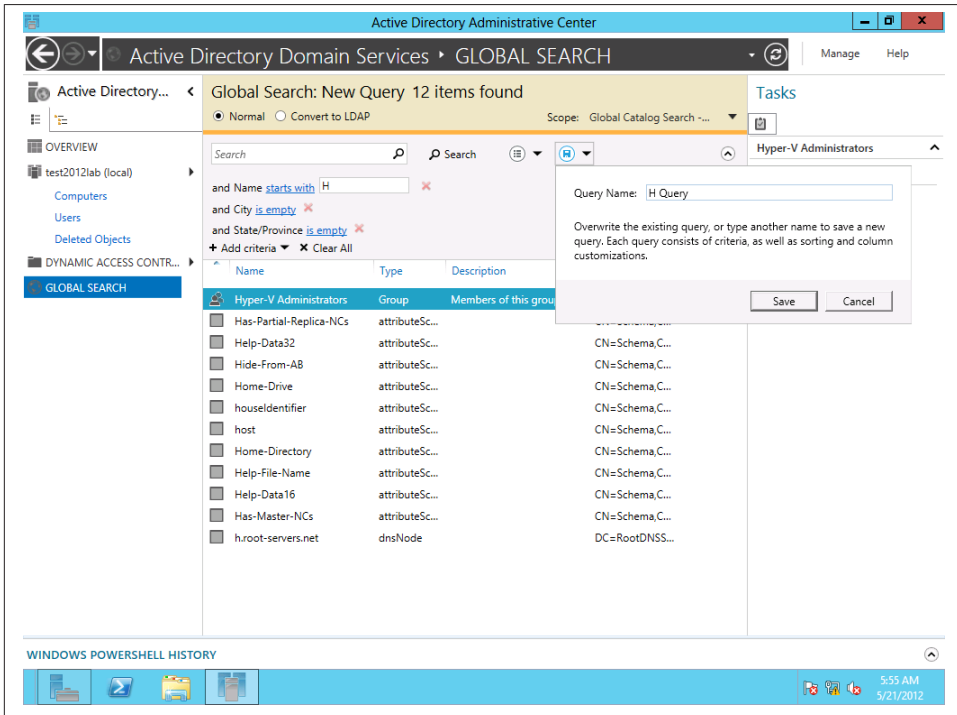 Active Directory Administrative Center
Active Directory Domain Services • GLOBAL SEARCH
Manage Help
Active Directory...
OVERVIEW
test2012lab (local)
Computers
Users
Deleted Objects
DYNAMIC ACCESS CONTR...
GLOBAL SEARCH
Global Search: New Query 12 items found
Normal Convert to LDAP Scope: Global Catalog Search -...
Search Search
and Name starts with H
and City is empty
and State/Province is empty
Add criteria Clear All
Name Type Description
Hyper-V Administrators Group Members of this grou
Has-Partial-Replica-NCs attributeSc...
Help-Data32 attributeSc... CN=Schema,C...
Hide-From-AB attributeSc... CN=Schema,C...
Home-Drive attributeSc... CN=Schema,C...
houseIdentifier attributeSc... CN=Schema,C...
host attributeSc... CN=Schema,C...
Home-Directory attributeSc... CN=Schema,C...
Help-File-Name attributeSc... CN=Schema,C...
Help-Data16 attributeSc... CN=Schema,C...
Has-Master-NCs attributeSc... CN=Schema,C...
h.root-servers.net dnsNode DC=RootDNSS...
Query Name: H Query
Overwrite the existing query, or type
another name to save a new
query. Each query consists of criteria, as well as sorting and column
customizations.
Save Cancel
Tasks
Hyper-V Administrators
WINDOWS POWERSHELL HISTORY
5:55 AM
5/21/2012